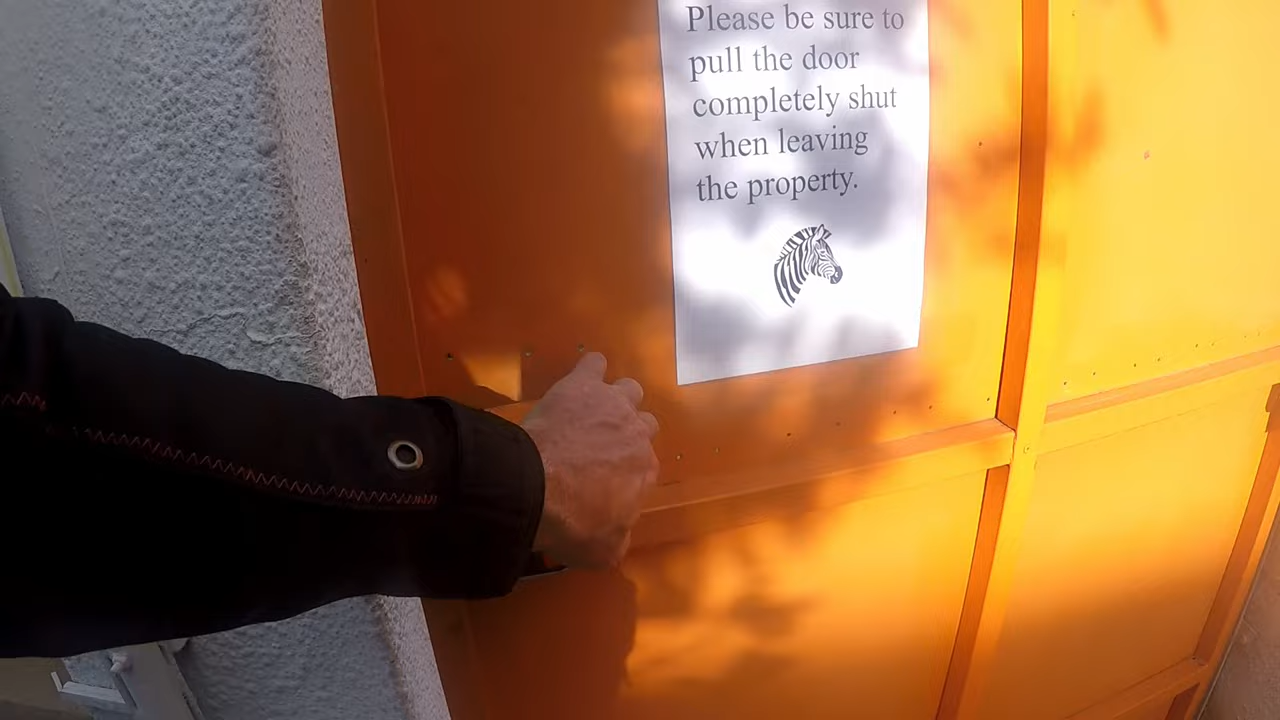 Please be sure to
pull the door
completely shut
when leaving
the property.